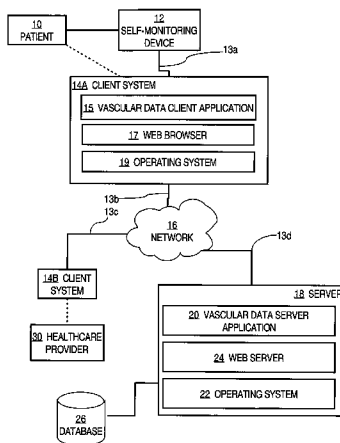 10
PATIENT
12
SELF-MONITORING
DEVICE
13a
14A CLIENT SYSTEM
15 VASCULAR DATA CLIENT APPLICATION
17 WEB BROWSER
19 OPERATING SYSTEM
13b
13c
16
NETWORK
13d
14B CLIENT
SYSTEM
18 SERVER
20 VASCULAR DATA SERVER
APPLICATION
30 HEALTHCARE
PROVIDER
24 WEB SERVER
22 OPERATING SYSTEM
26
DATABASE